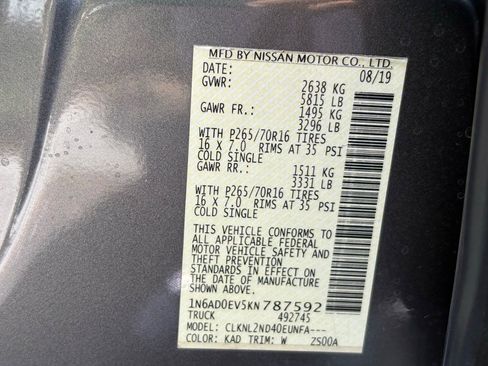 MFD BY NISSAN MOTOR CO., LTD.
DATE: 08/19
GVWR: 2638 KG
5815 LB
GAWR FR.: 1495 KG
3296 LB
WITH P265/70R16 TIRES
16 X 7.0 RIMS AT 35 PSI
COLD SINGLE
GAWR RR.: 1511 KG
3331 LB
WITH P265/70R16 TIRES
16 X 7.0 RIMS AT 35 PSI
COLD SINGLE
THIS VEHICLE CONFORMS TO
ALL APPLICABLE FEDERAL
MOTOR VEHICLE SAFETY AND
THEFT PREVENTION
STANDARDS IN EFFECT ON
THE DATE OF MANUFACTURE
SHOWN ABOVE.
1N6AD0EV5KN787592
TRUCK 492745
MODEL: CLKNL2ND40EUNFA---
COLOR: KAD TRIM: W ZS00A